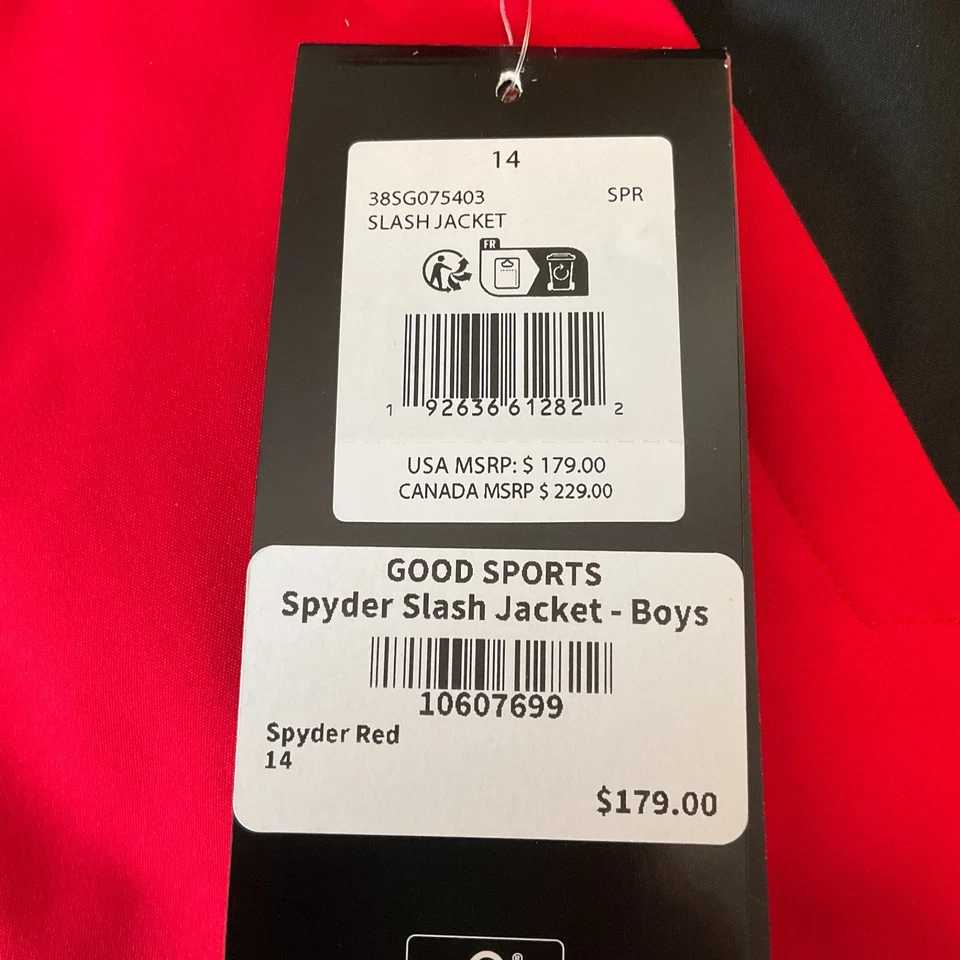 14
38SG075403 SPR
SLASH JACKET
FR
1 92636 61282 2
USA MSRP: $ 179.00
CANADA MSRP $ 229.00
GOOD SPORTS
Spyder Slash Jacket - Boys
10607699
Spyder Red
14
$179.00
®